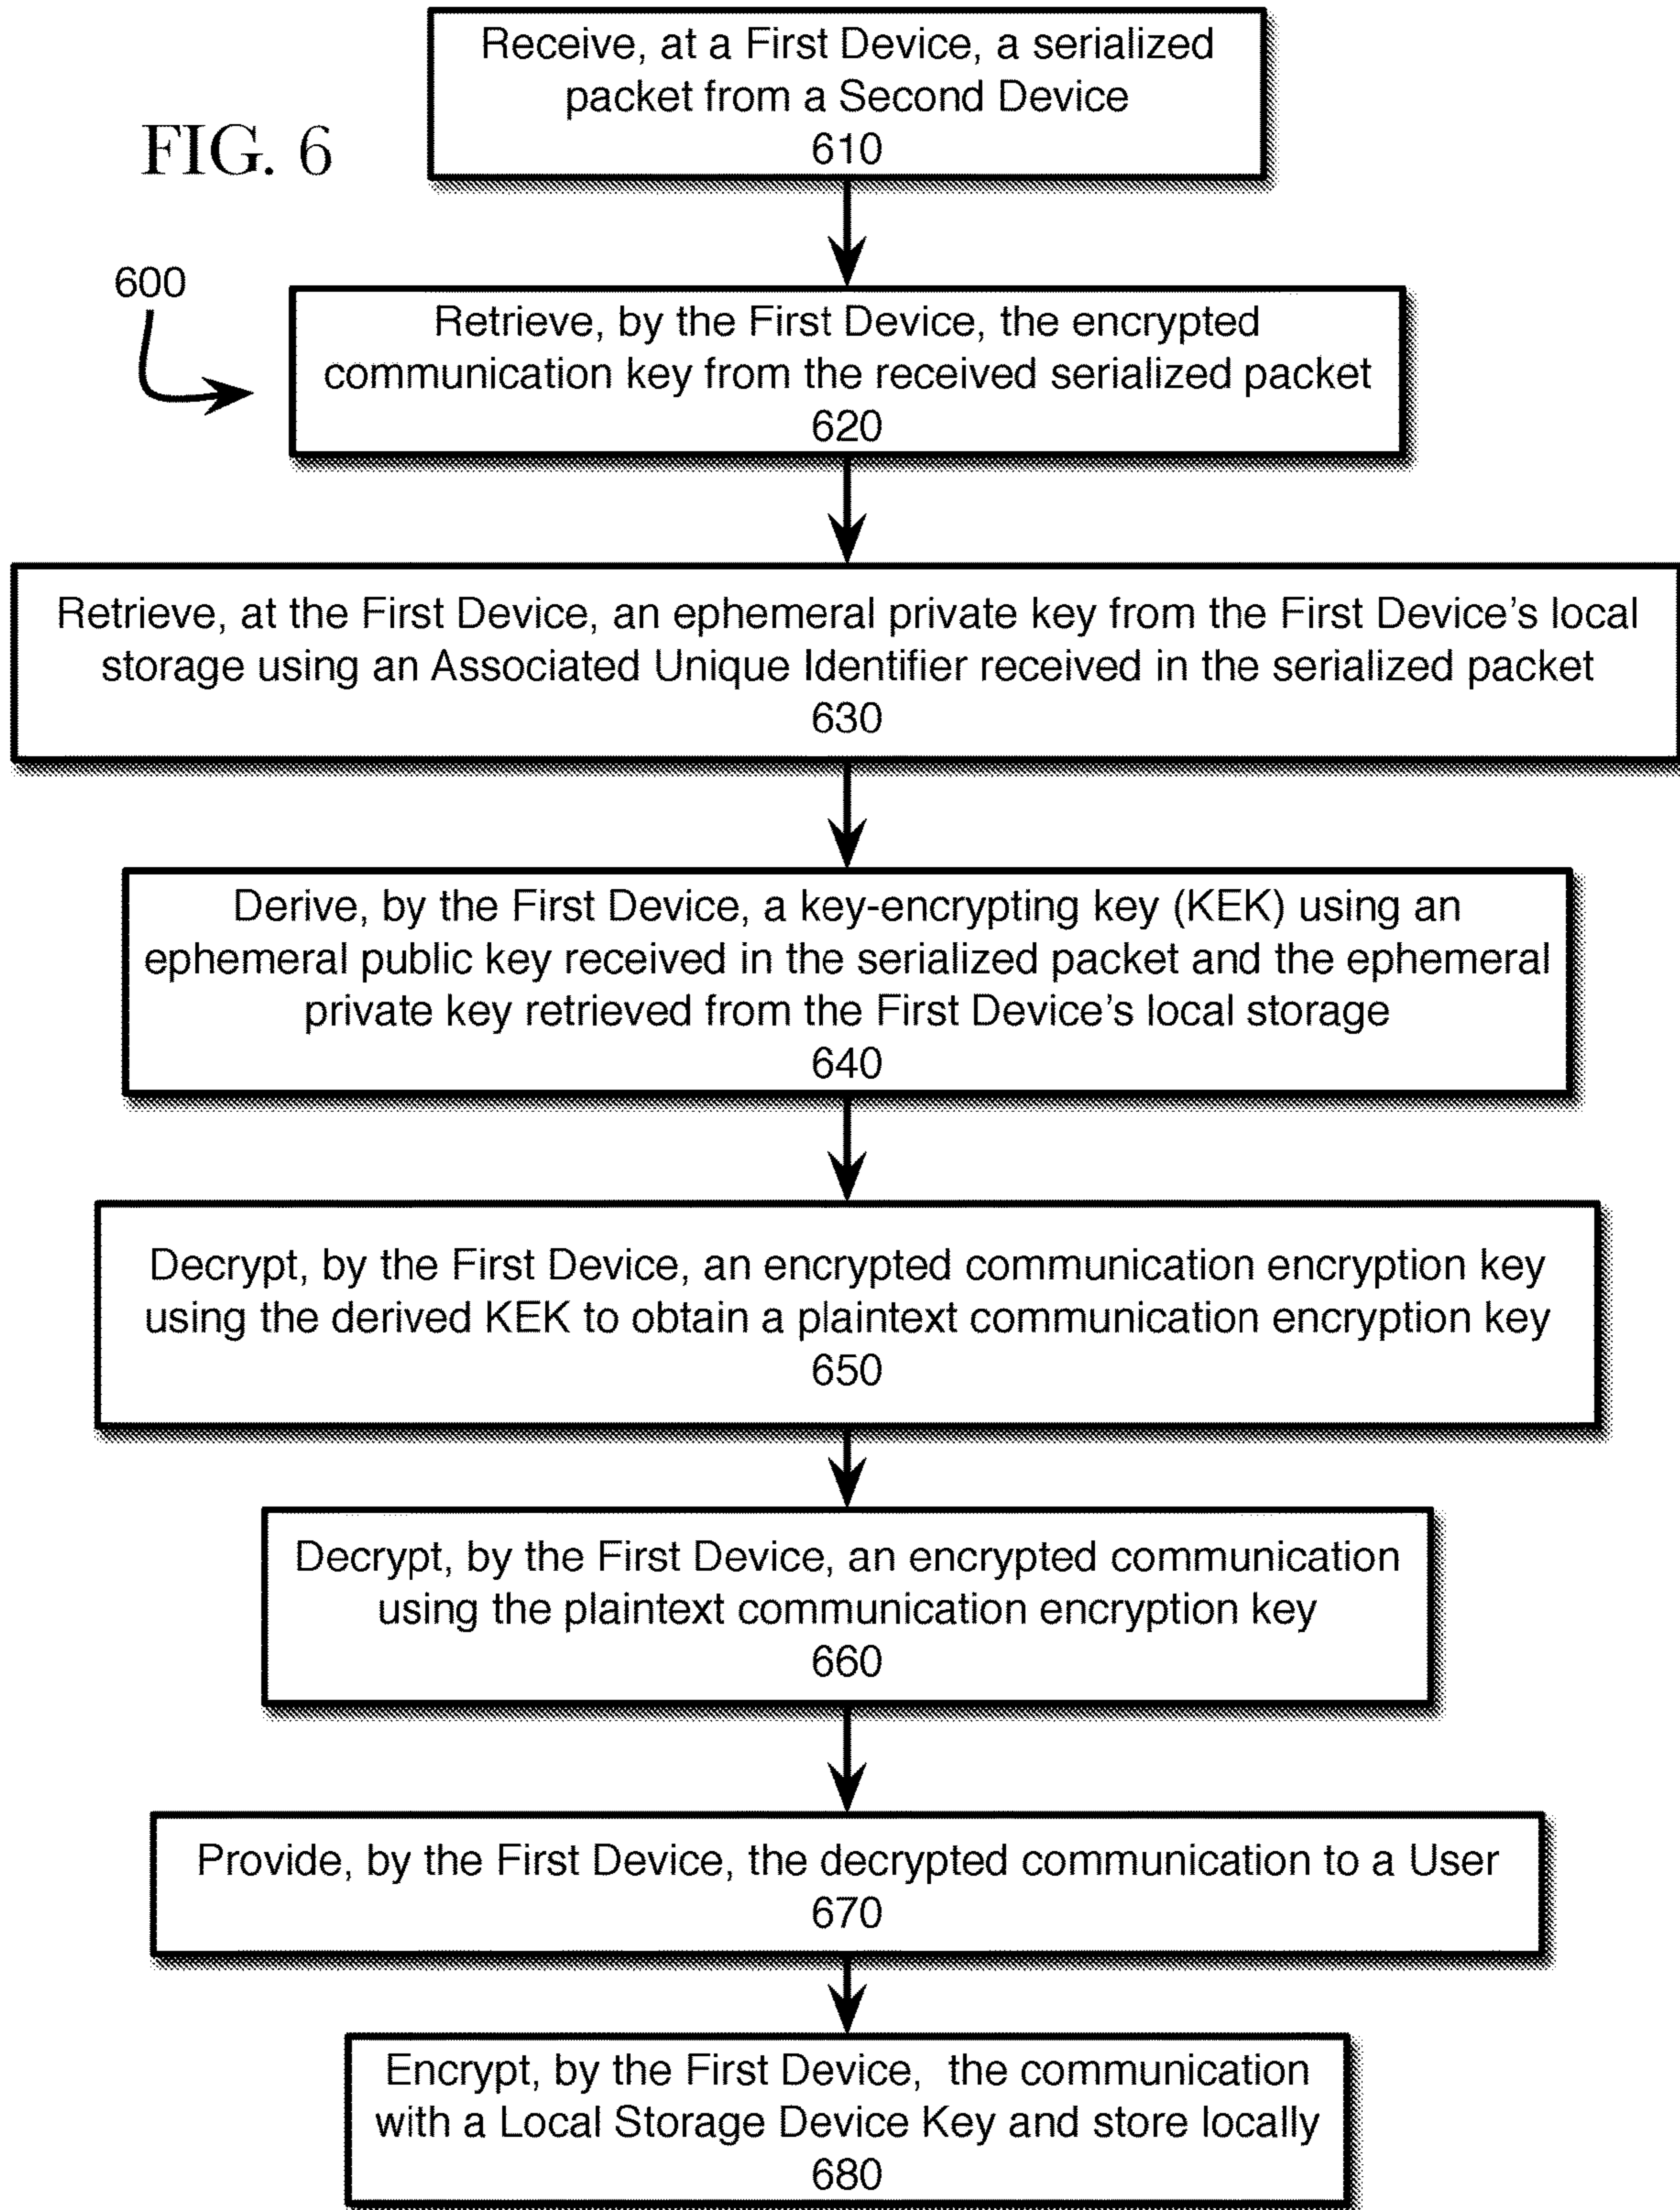 Receive, at a First Device, a serialized
packet from a Second Device
610
FIG. 6
600
Retrieve, by the First Device, the encrypted
communication key from the received serialized packet
620
Retrieve, at the First Device, an ephemeral private key from the First Device’s local
storage using an Associated Unique Identifier received in the serialized packet
630
Derive, by the First Device, a key-encrypting key (KEK) using an
ephemeral public key received in the serialized packet and the ephemeral
private key retrieved from the First Device’s local storage
640
Decrypt, by the First Device, an encrypted communication encryption key
using the derived KEK to obtain a plaintext communication encryption key
650
Decrypt, by the First Device, an encrypted communication
using the plaintext communication encryption key
660
Provide, by the First Device, the decrypted communication to a User
670
Encrypt, by the First Device, the communication
with a Local Storage Device Key and store locally
680